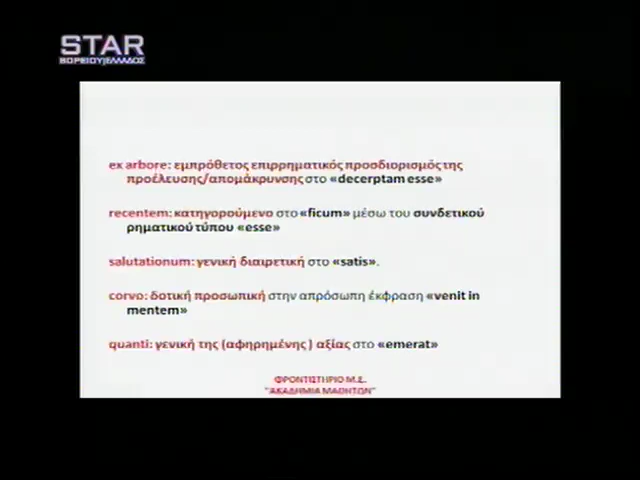 STAR
ΒΟΡΕΙΟΥ ΕΛΛΑΔΟΣ
ex arbore: εμπρόθετος επιρρηματικός προσδιορισμός της
προέλευσης/απομάκρυνσης στο «decerptam esse»
recentem: κατηγορούμενο στο «ficum» μέσω του συνδετικού
ρηματικού τύπου «esse»
salutationum: γενική διαιρετική στο «satis».
corvo: δοτική προσωπική στην απρόσωπη έκφραση «venit in
mentem»
quanti: γενική της (αφηρημένης ) αξίας στο «emerat»
ΦΡΟΝΤΙΣΤΗΡΙΟ Μ.Ε.
"ΑΚΑΔΗΜΙΑ ΜΑΘΗΤΩΝ"